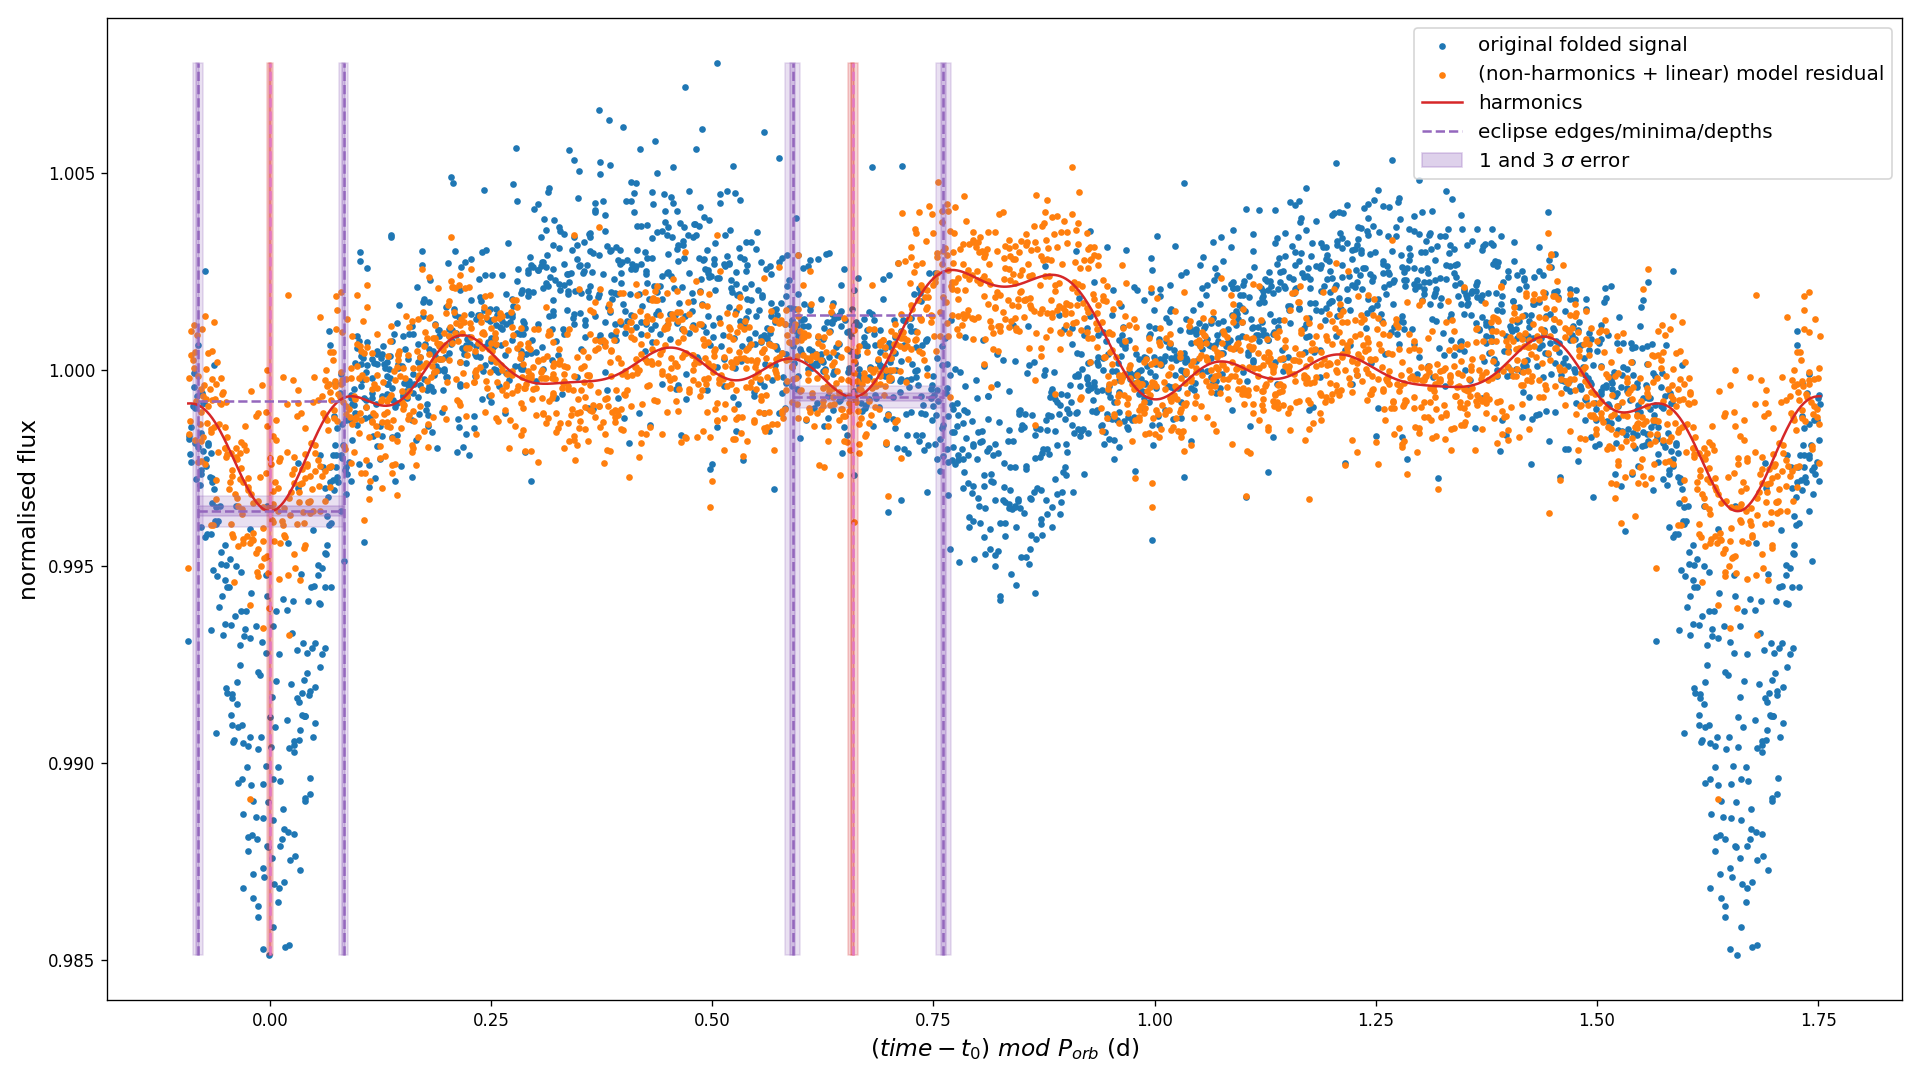 original folded signal
(non-harmonics + linear) model residual
harmonics
eclipse edges/minima/depths
1 and 3 σ error
normalised flux
1.005
1.000
0.995
0.990
0.985
0.00 0.25 0.50 0.75 1.00 1.25 1.50 1.75
(time − t₀) mod P_orb (d)